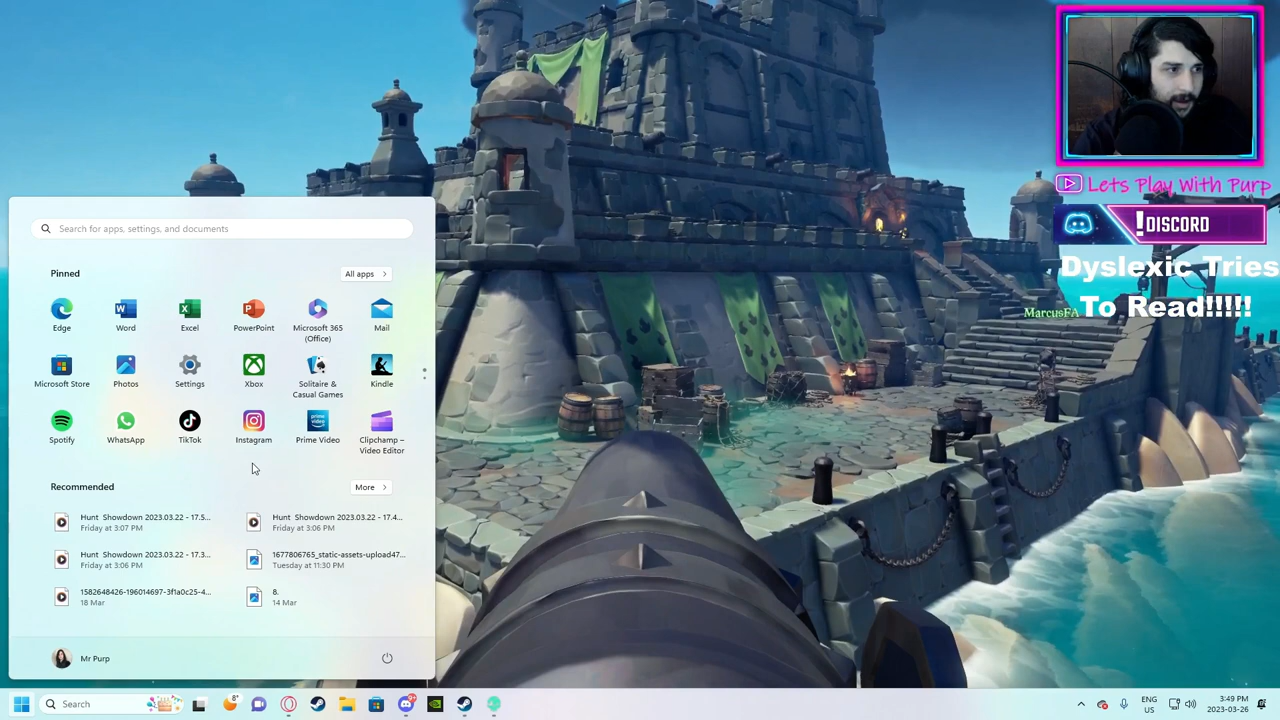 Search for apps, settings, and documents
Pinned
All apps
Edge
Word
Excel
PowerPoint
Microsoft 365
(Office)
Mail
Microsoft Store
Photos
Settings
Xbox
Solitaire &
Casual Games
Kindle
Spotify
WhatsApp
TikTok
Instagram
prime video
Prime Video
Clipchamp –
Video Editor
Recommended
More
Hunt  Showdown 2023.03.22 - 17.5...
Friday at 3:07 PM
Hunt  Showdown 2023.03.22 - 17.4...
Friday at 3:06 PM
Hunt  Showdown 2023.03.22 - 17.3...
Friday at 3:06 PM
1677806765_static-assets-upload47...
Tuesday at 11:30 PM
1582648426-196014697-3f1a0c25-4...
18 Mar
8.
14 Mar
Mr Purp
Lets Play With Purp
!DISCORD
Dyslexic Tries
To Read!!!!!
MarcusFA
Search
8°
9+
ENG
US
3:49 PM
2023-03-26